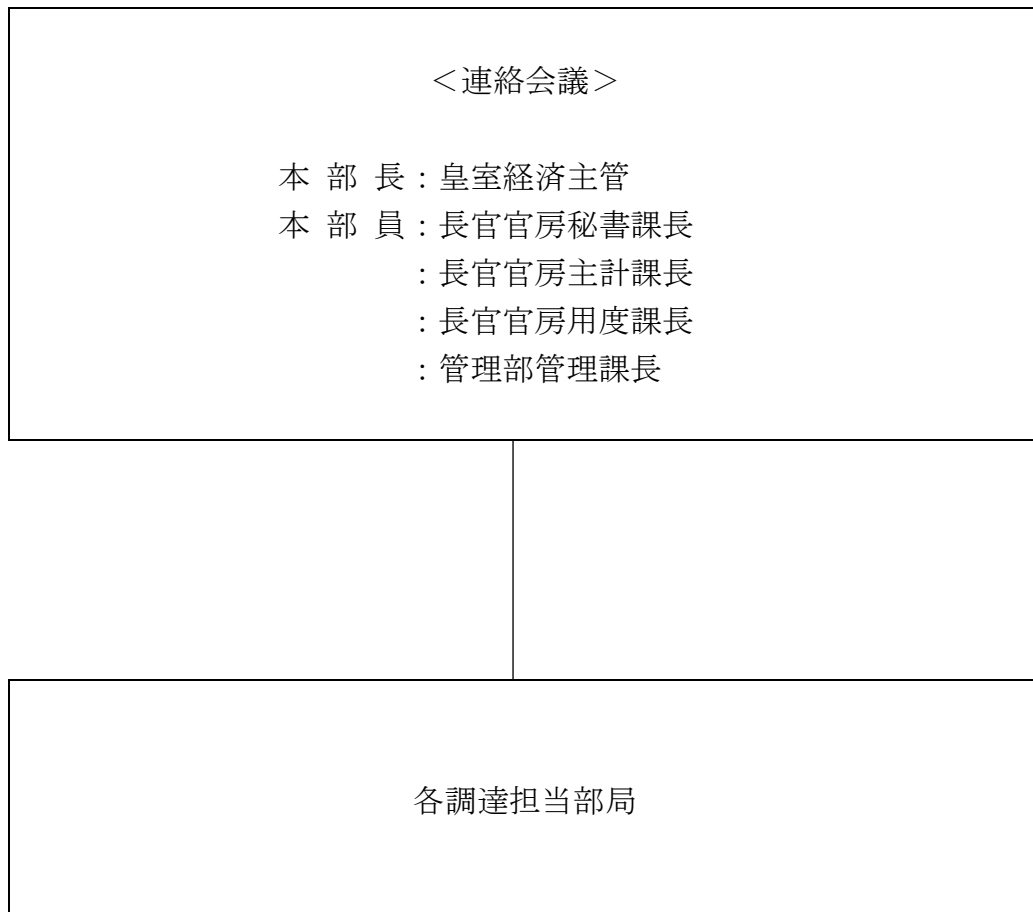 ＜連絡会議＞
本 部 長：皇室経済主管
本 部 員：長官官房秘書課長
：長官官房主計課長
：長官官房用度課長
：管理部管理課長
各調達担当部局